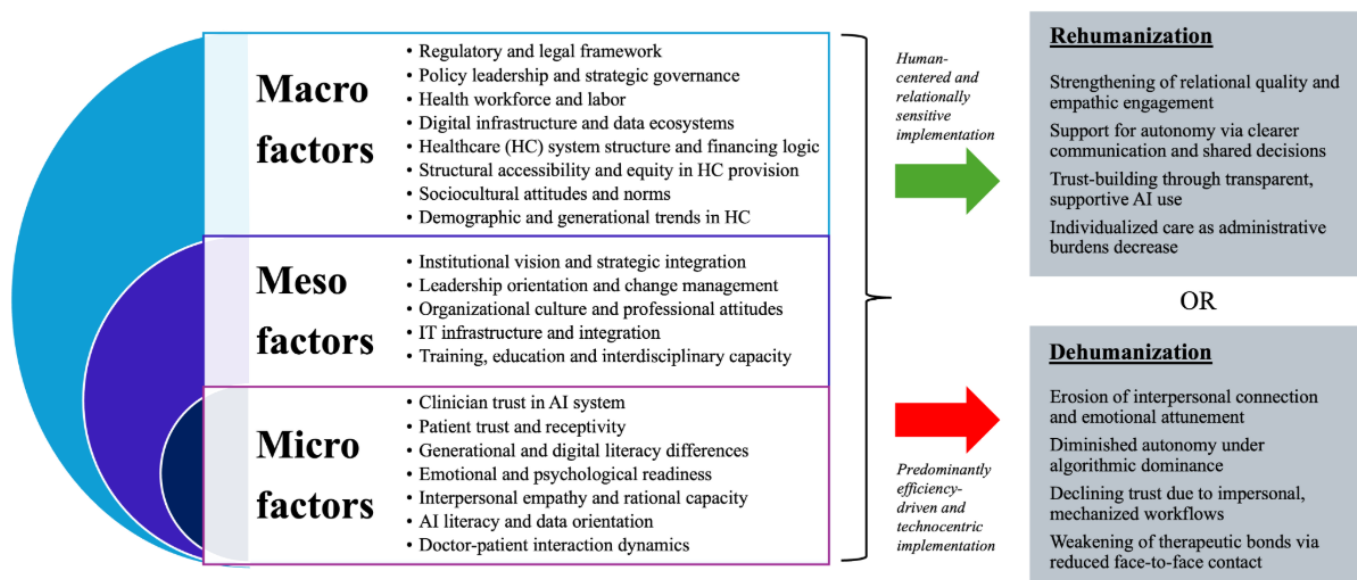 Macro
factors
• Regulatory and legal framework
• Policy leadership and strategic governance
• Health workforce and labor
• Digital infrastructure and data ecosystems
• Healthcare (HC) system structure and financing logic
• Structural accessibility and equity in HC provision
• Sociocultural attitudes and norms
• Demographic and generational trends in HC
Meso
factors
• Institutional vision and strategic integration
• Leadership orientation and change management
• Organizational culture and professional attitudes
• IT infrastructure and integration
• Training, education and interdisciplinary capacity
Micro
factors
• Clinician trust in AI system
• Patient trust and receptivity
• Generational and digital literacy differences
• Emotional and psychological readiness
• Interpersonal empathy and rational capacity
• AI literacy and data orientation
• Doctor-patient interaction dynamics
Human-
centered and
relationally
sensitive
implementation
Predominantly
efficiency-
driven and
technocentric
implementation
Rehumanization
Strengthening of relational quality and
empathic engagement
Support for autonomy via clearer
communication and shared decisions
Trust-building through transparent,
supportive AI use
Individualized care as administrative
burdens decrease
OR
Dehumanization
Erosion of interpersonal connection
and emotional attunement
Diminished autonomy under
algorithmic dominance
Declining trust due to impersonal,
mechanized workflows
Weakening of therapeutic bonds via
reduced face-to-face contact